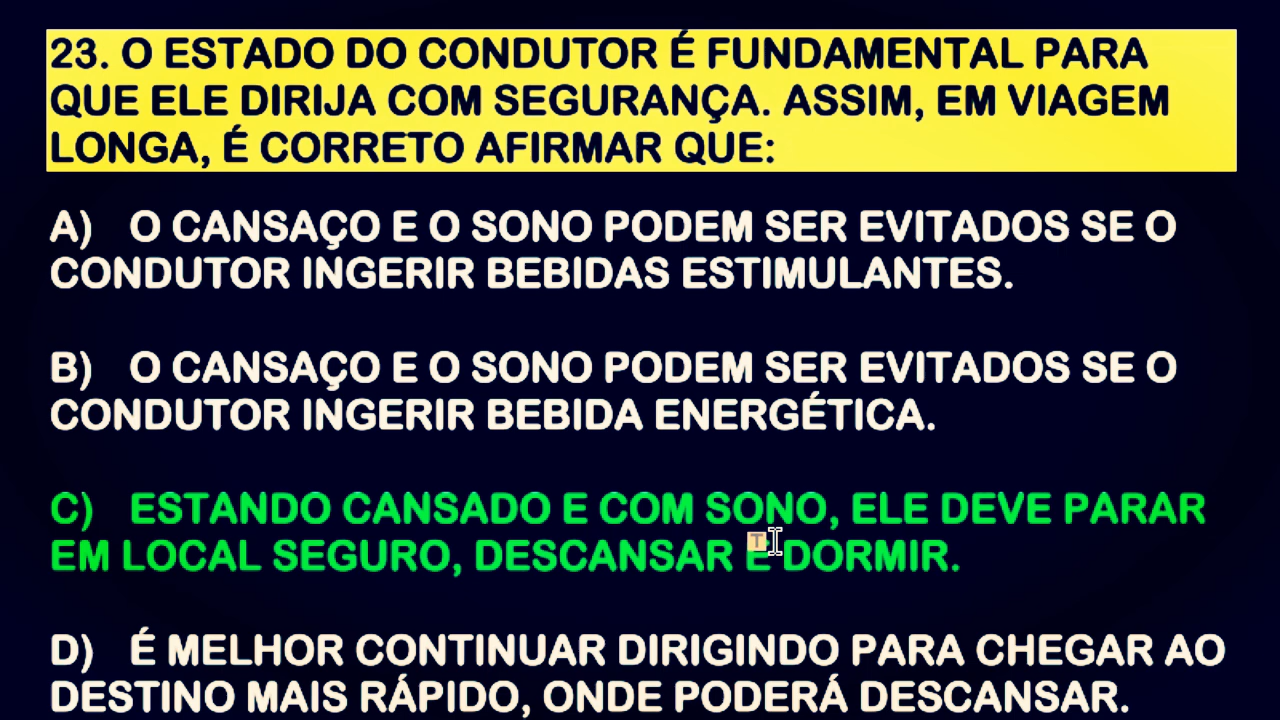 23. O ESTADO DO CONDUTOR É FUNDAMENTAL PARA
QUE ELE DIRIJA COM SEGURANÇA. ASSIM, EM VIAGEM
LONGA, É CORRETO AFIRMAR QUE:
A) O CANSAÇO E O SONO PODEM SER EVITADOS SE O
CONDUTOR INGERIR BEBIDAS ESTIMULANTES.
B) O CANSAÇO E O SONO PODEM SER EVITADOS SE O
CONDUTOR INGERIR BEBIDA ENERGÉTICA.
C) ESTANDO CANSADO E COM SONO, ELE DEVE PARAR
EM LOCAL SEGURO, DESCANSAR E DORMIR.
D) É MELHOR CONTINUAR DIRIGINDO PARA CHEGAR AO
DESTINO MAIS RÁPIDO, ONDE PODERÁ DESCANSAR.